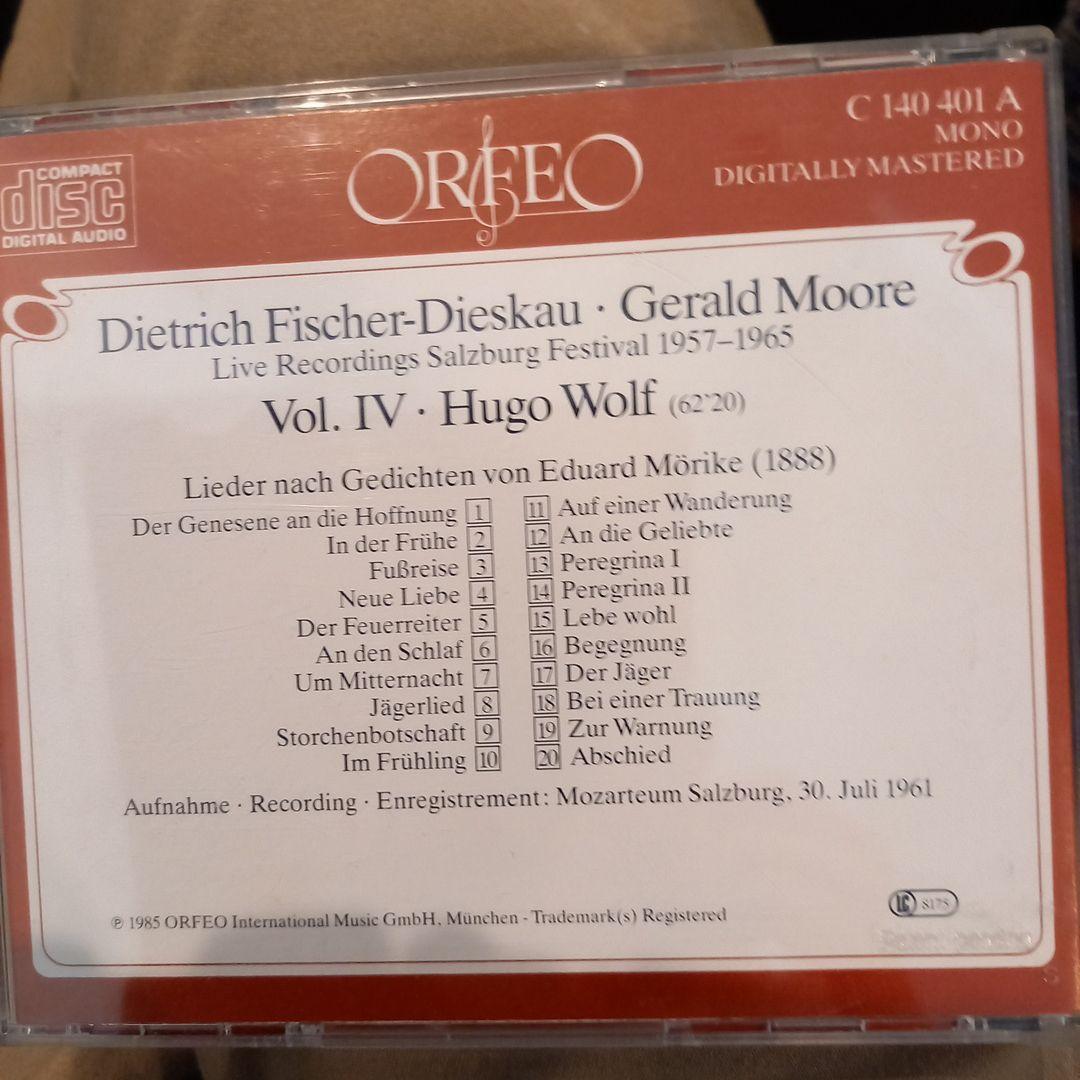 COMPACT
disc
DIGITAL AUDIO
ORFEO
C 140 401 A
MONO
DIGITALLY MASTERED
Dietrich Fischer-Dieskau · Gerald Moore
Live Recordings Salzburg Festival 1957–1965
Vol. IV · Hugo Wolf (62'20)
Lieder nach Gedichten von Eduard Mörike (1888)
Der Genesene an die Hoffnung 1
In der Frühe 2
Fußreise 3
Neue Liebe 4
Der Feuerreiter 5
An den Schlaf 6
Um Mitternacht 7
Jägerlied 8
Storchenbotschaft 9
Im Frühling 10
11 Auf einer Wanderung
12 An die Geliebte
13 Peregrina I
14 Peregrina II
15 Lebe wohl
16 Begegnung
17 Der Jäger
18 Bei einer Trauung
19 Zur Warnung
20 Abschied
Aufnahme · Recording · Enregistrement: Mozarteum Salzburg, 30. Juli 1961
℗ 1985 ORFEO International Music GmbH, München - Trademark(s) Registered
LC 8175